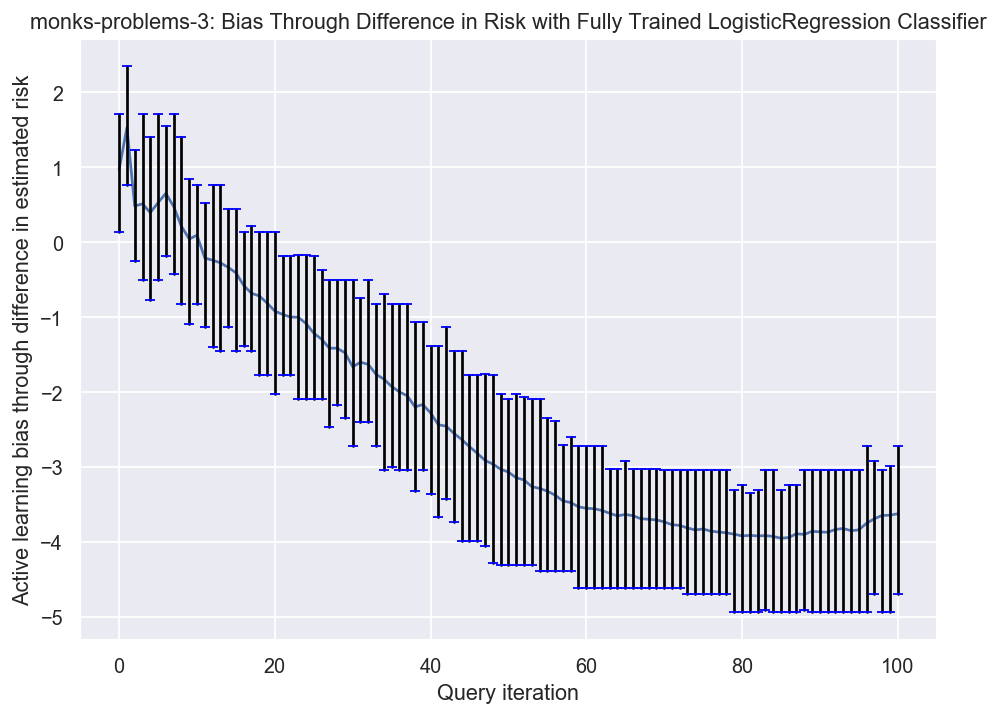 monks-problems-3: Bias Through Difference in Risk with Fully Trained LogisticRegression Classifier
Active learning bias through difference in estimated risk
2
1
0
−1
−2
−3
−4
−5
0 20 40 60 80 100
Query iteration